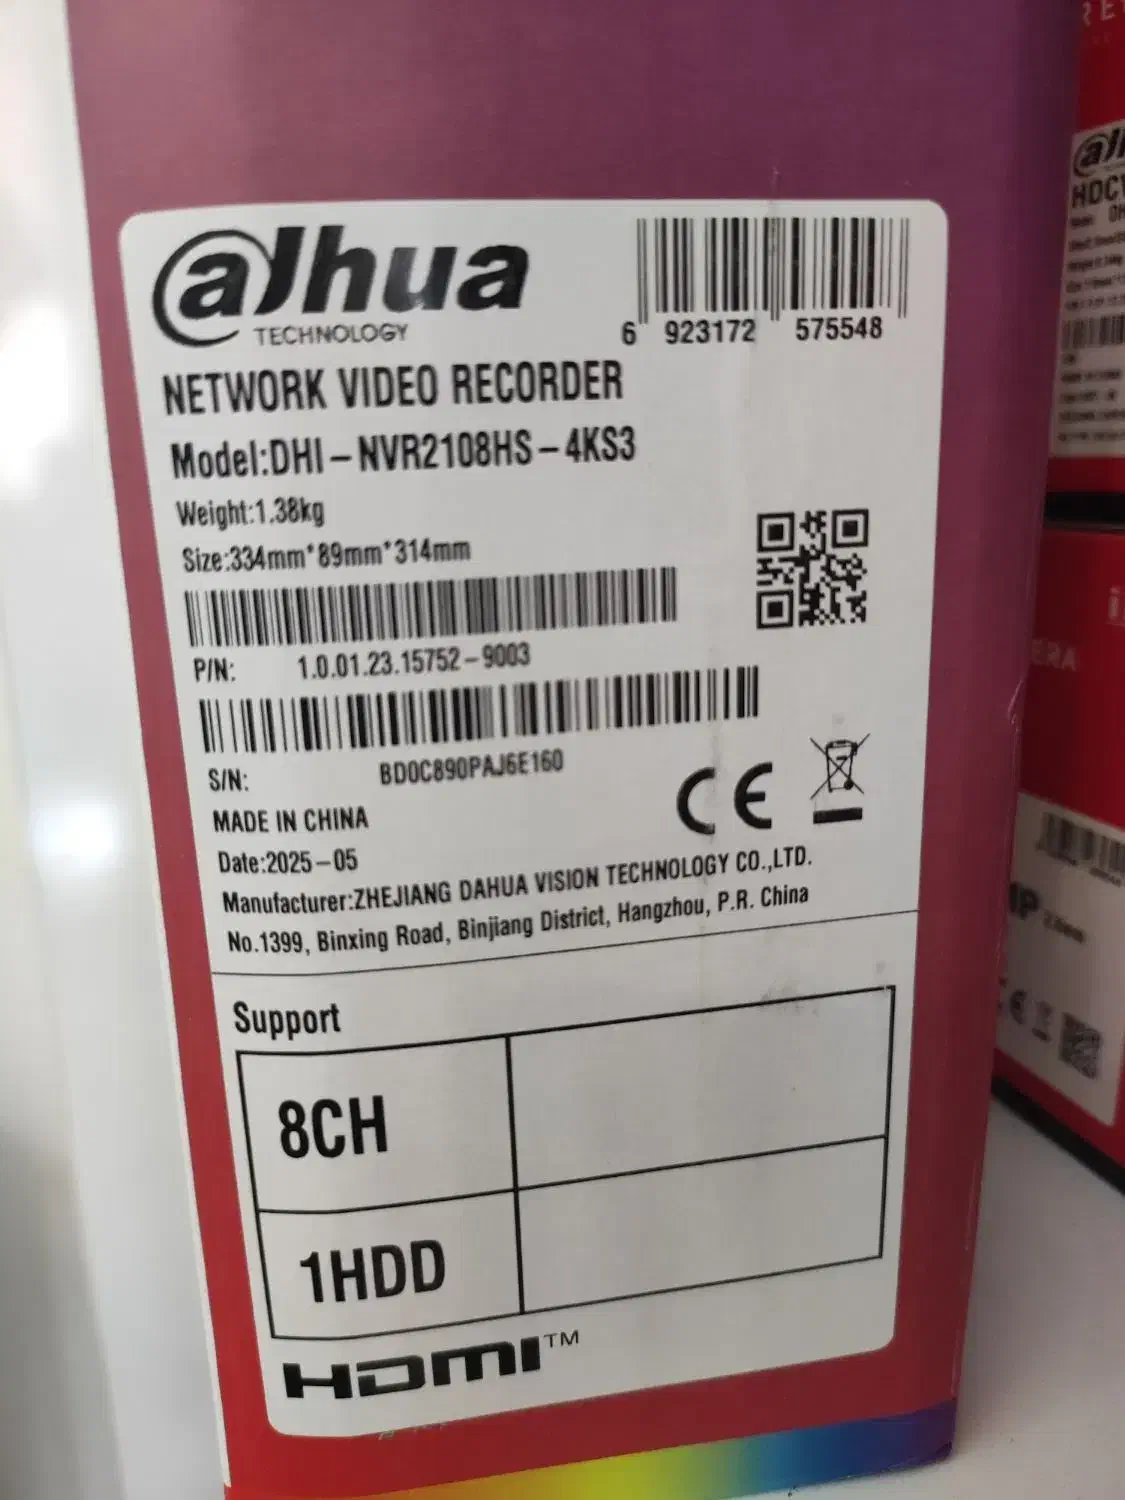 alhua
TECHNOLOGY
6 923172 575548
NETWORK VIDEO RECORDER
Model:DHI-NVR2108HS-4KS3
Weight:1.38kg
Size:334mm*89mm*314mm
P/N: 1.0.01.23.15752-9003
S/N: BD0C890PAJ6E160
MADE IN CHINA
CE
Date:2025-05
Manufacturer:ZHEJIANG DAHUA VISION TECHNOLOGY CO.,LTD.
No.1399, Binxing Road, Binjiang District, Hangzhou, P.R. China
Support
8CH
1HDD
HDMI™
HDCV
ERA